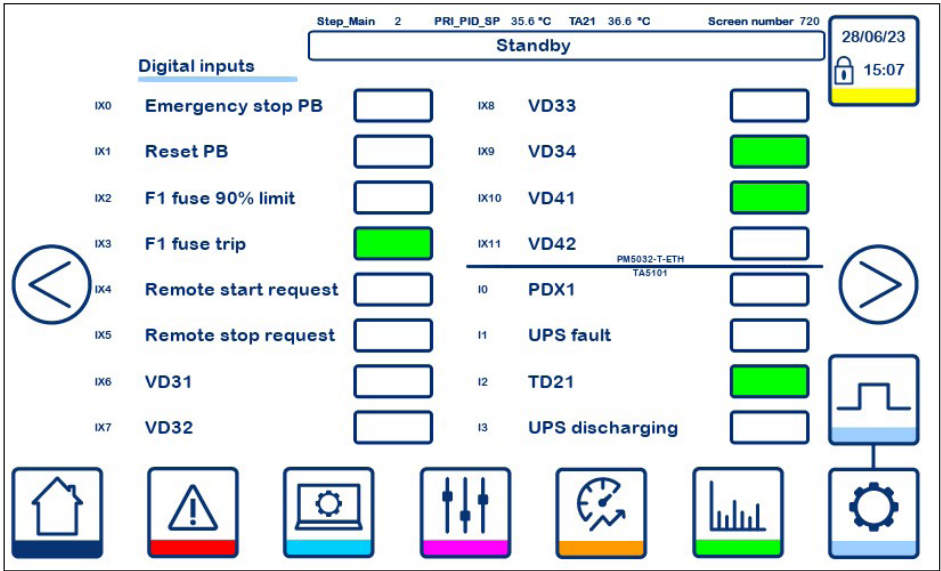 Step_Main 2 PRI_PID_SP 35.6 °C TA21 36.6 °C Screen number 720
Standby
28/06/23
15:07
Digital inputs
IX0 Emergency stop PB
IX1 Reset PB
IX2 F1 fuse 90% limit
IX3 F1 fuse trip
IX4 Remote start request
IX5 Remote stop request
IX6 VD31
IX7 VD32
IX8 VD33
IX9 VD34
IX10 VD41
IX11 VD42
PM5032-T-ETH
TA5101
I0 PDX1
I1 UPS fault
I2 TD21
I3 UPS discharging